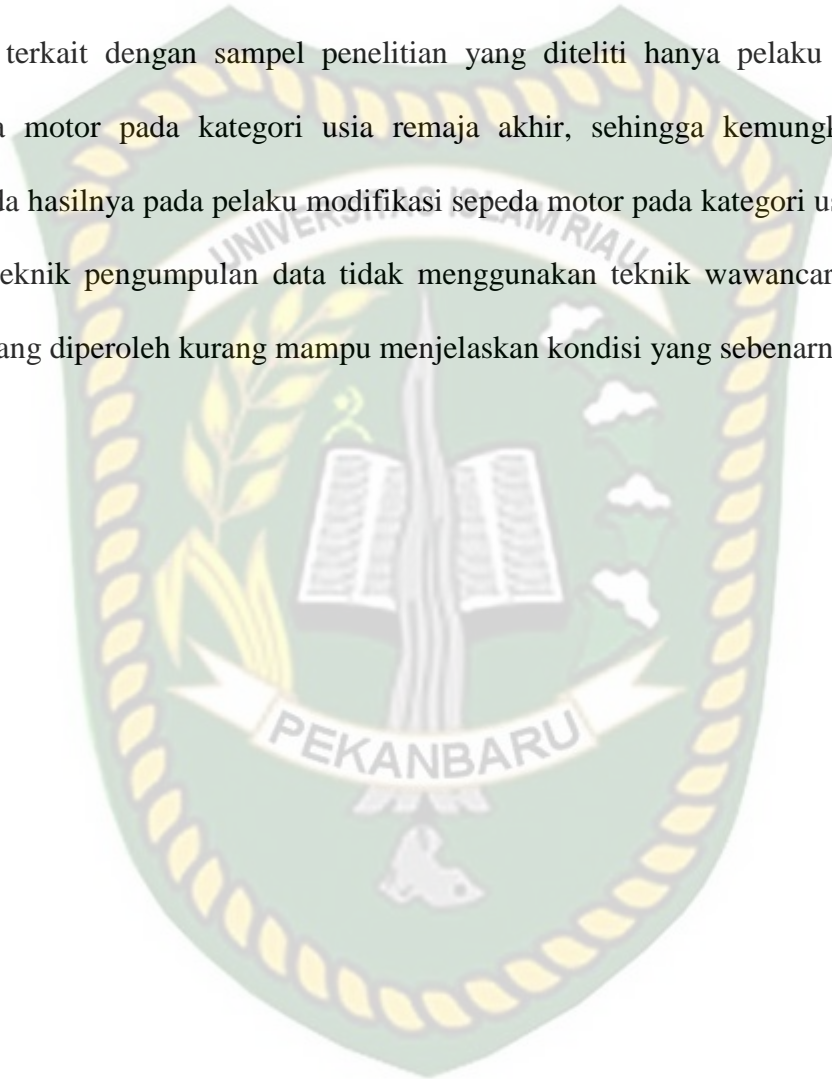 terkait dengan sampel penelitian yang diteliti hanya pelaku
motor pada kategori usia remaja akhir, sehingga
hasilnya pada pelaku modifikasi sepeda motor pada kategori
pengumpulan data tidak menggunakan teknik
diperoleh kurang mampu menjelaskan kondisi yang
UNIVERSITAS ISLAM RIAU
PEKANBARU